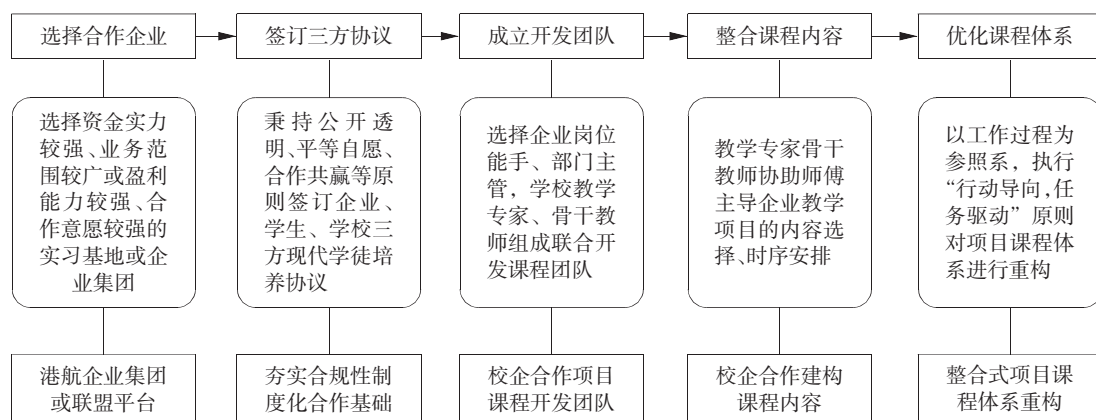 选择合作企业
签订三方协议
成立开发团队
整合课程内容
优化课程体系
选择资金实力
较强、业务范
围较广或盈利
能力较强、合
作意愿较强的
实习基地或企
业集团
秉持公开透
明、平等自愿、
合作共赢等原
则签订企业、
学生、学校三
方现代学徒培
养协议
选择企业岗位
能手、部门主
管，学校教学
专家、骨干教
师组成联合开
发课程团队
教学专家骨干
教师协助师傅
主导企业教学
项目的内容选
择、时序安排
以工作过程为
参照系，执行
“行动导向，任
务驱动”原则
对项目课程体
系进行重构
港航企业集团
或联盟平台
夯实合规性制
度化合作基础
校企合作项目
课程开发团队
校企合作建构
课程内容
整合式项目课
程体系重构